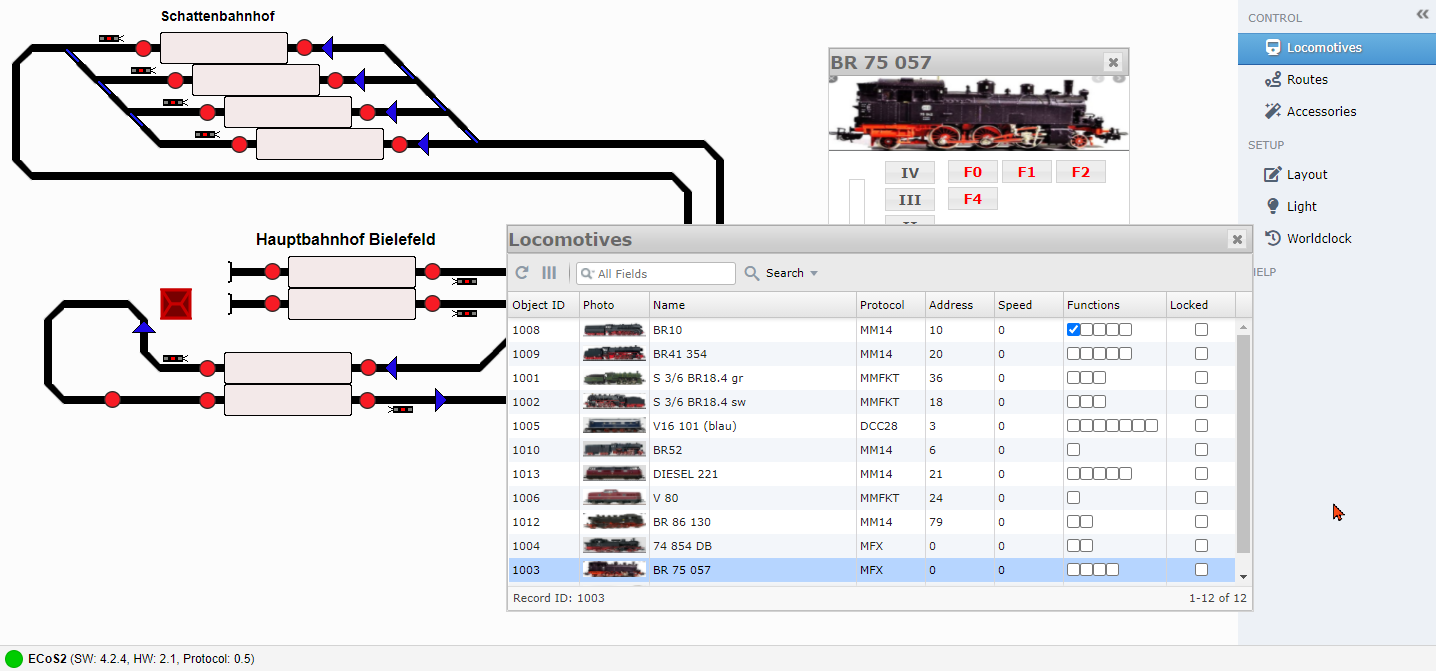 Schattenbahnhof
Hauptbahnhof Bielefeld
BR 75 057
IV F0 F1 F2
III F4
Locomotives
All Fields Search
Object ID Photo Name Protocol Address Speed Functions Locked
1008 BR10 MM14 10 0
1009 BR41 354 MM14 20 0
1001 S 3/6 BR18.4 gr MMFKT 36 0
1002 S 3/6 BR18.4 sw MMFKT 18 0
1005 V16 101 (blau) DCC28 3 0
1010 BR52 MM14 6 0
1013 DIESEL 221 MM14 21 0
1006 V 80 MMFKT 24 0
1012 BR 86 130 MM14 79 0
1004 74 854 DB MFX 0 0
1003 BR 75 057 MFX 0 0
Record ID: 1003 1-12 of 12
CONTROL
Locomotives
Routes
Accessories
SETUP
Layout
Light
Worldclock
ELP
ECoS2 (SW: 4.2.4, HW: 2.1, Protocol: 0.5)